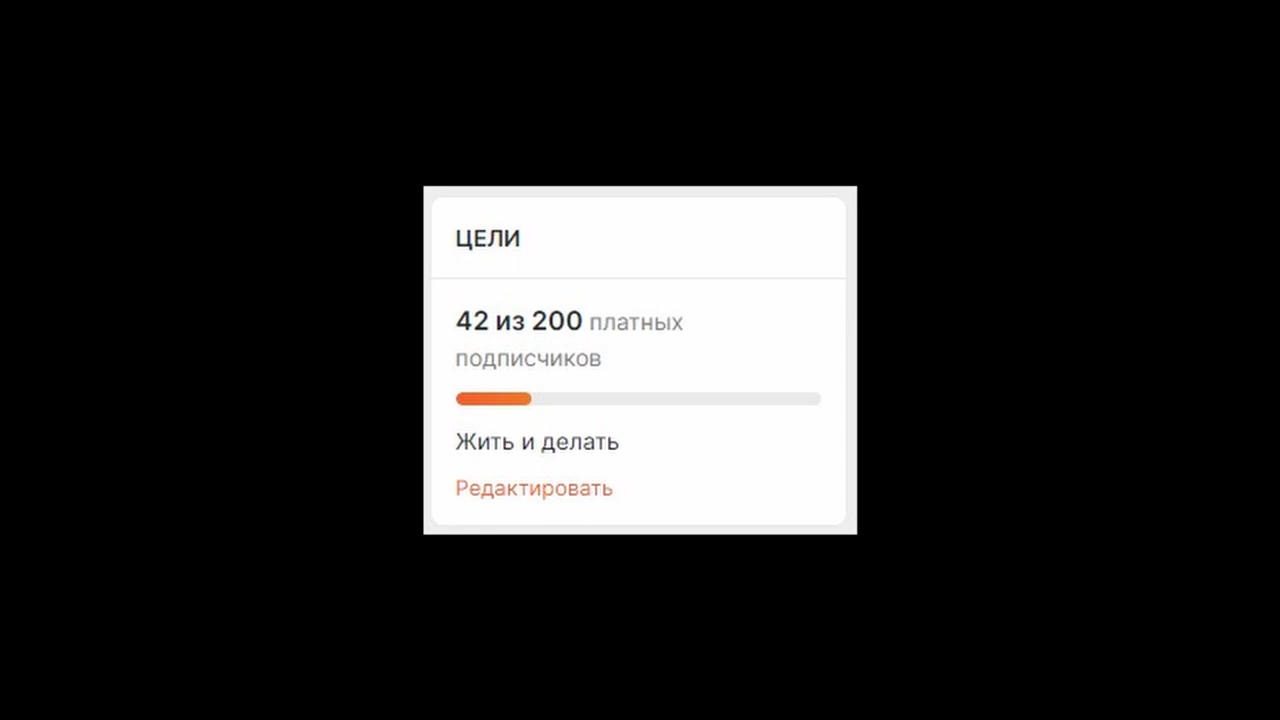 ЦЕЛИ
42 из 200 платных
подписчиков
Жить и делать
Редактировать